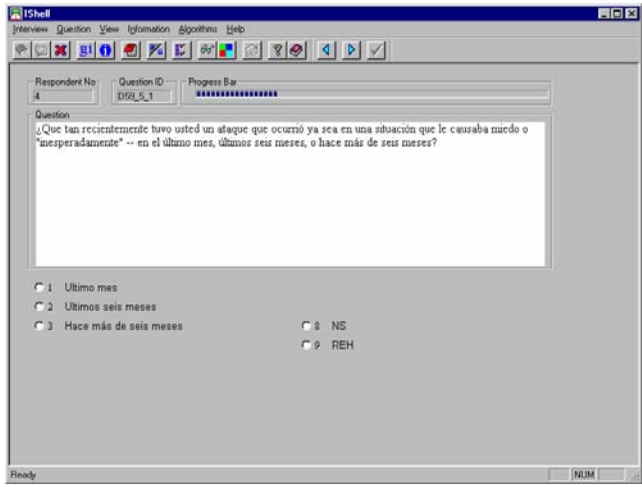 IShell
Interview Question View Information Algorithms Help
Respondent No
4
Question ID
D59_5_1
Progress Bar
Question
¿Que tan recientemente tuvo usted un ataque que ocurrió ya sea en una situación que le causaba miedo o
"inesperadamente" -- en el último mes, últimos seis meses, o hace más de seis meses?
1 Ultimo mes
2 Ultimos seis meses
3 Hace más de seis meses
8 NS
9 REH
Ready
NUM